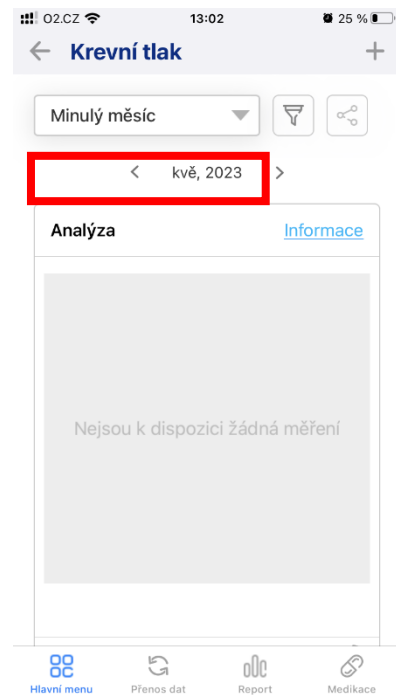 O2.CZ 13:02 25 %
Krevní tlak
Minulý měsíc
kvě, 2023
Analýza Informace
Nejsou k dispozici žádná měření
Hlavní menu Přenos dat Report Medikace